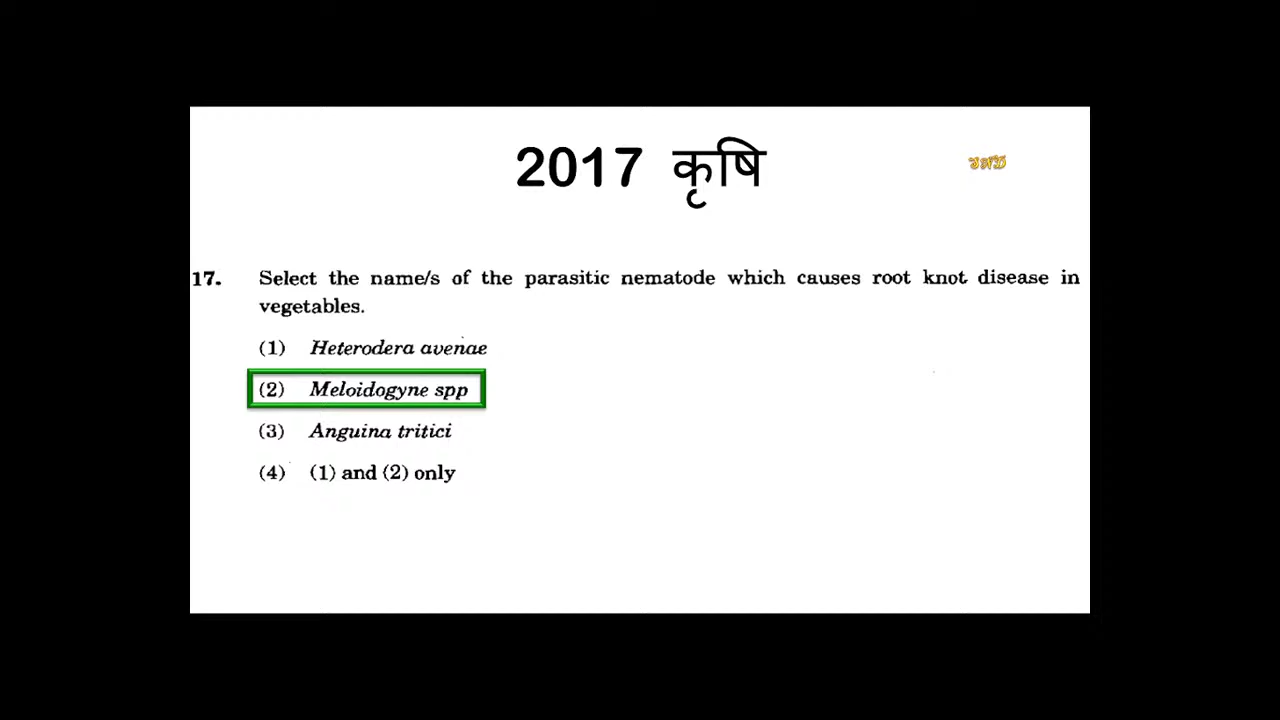 2017 कृषि
17. Select the name/s of the parasitic nematode which causes root knot disease in
vegetables.
(1) Heterodera avenae
(2) Meloidogyne spp
(3) Anguina tritici
(4) (1) and (2) only